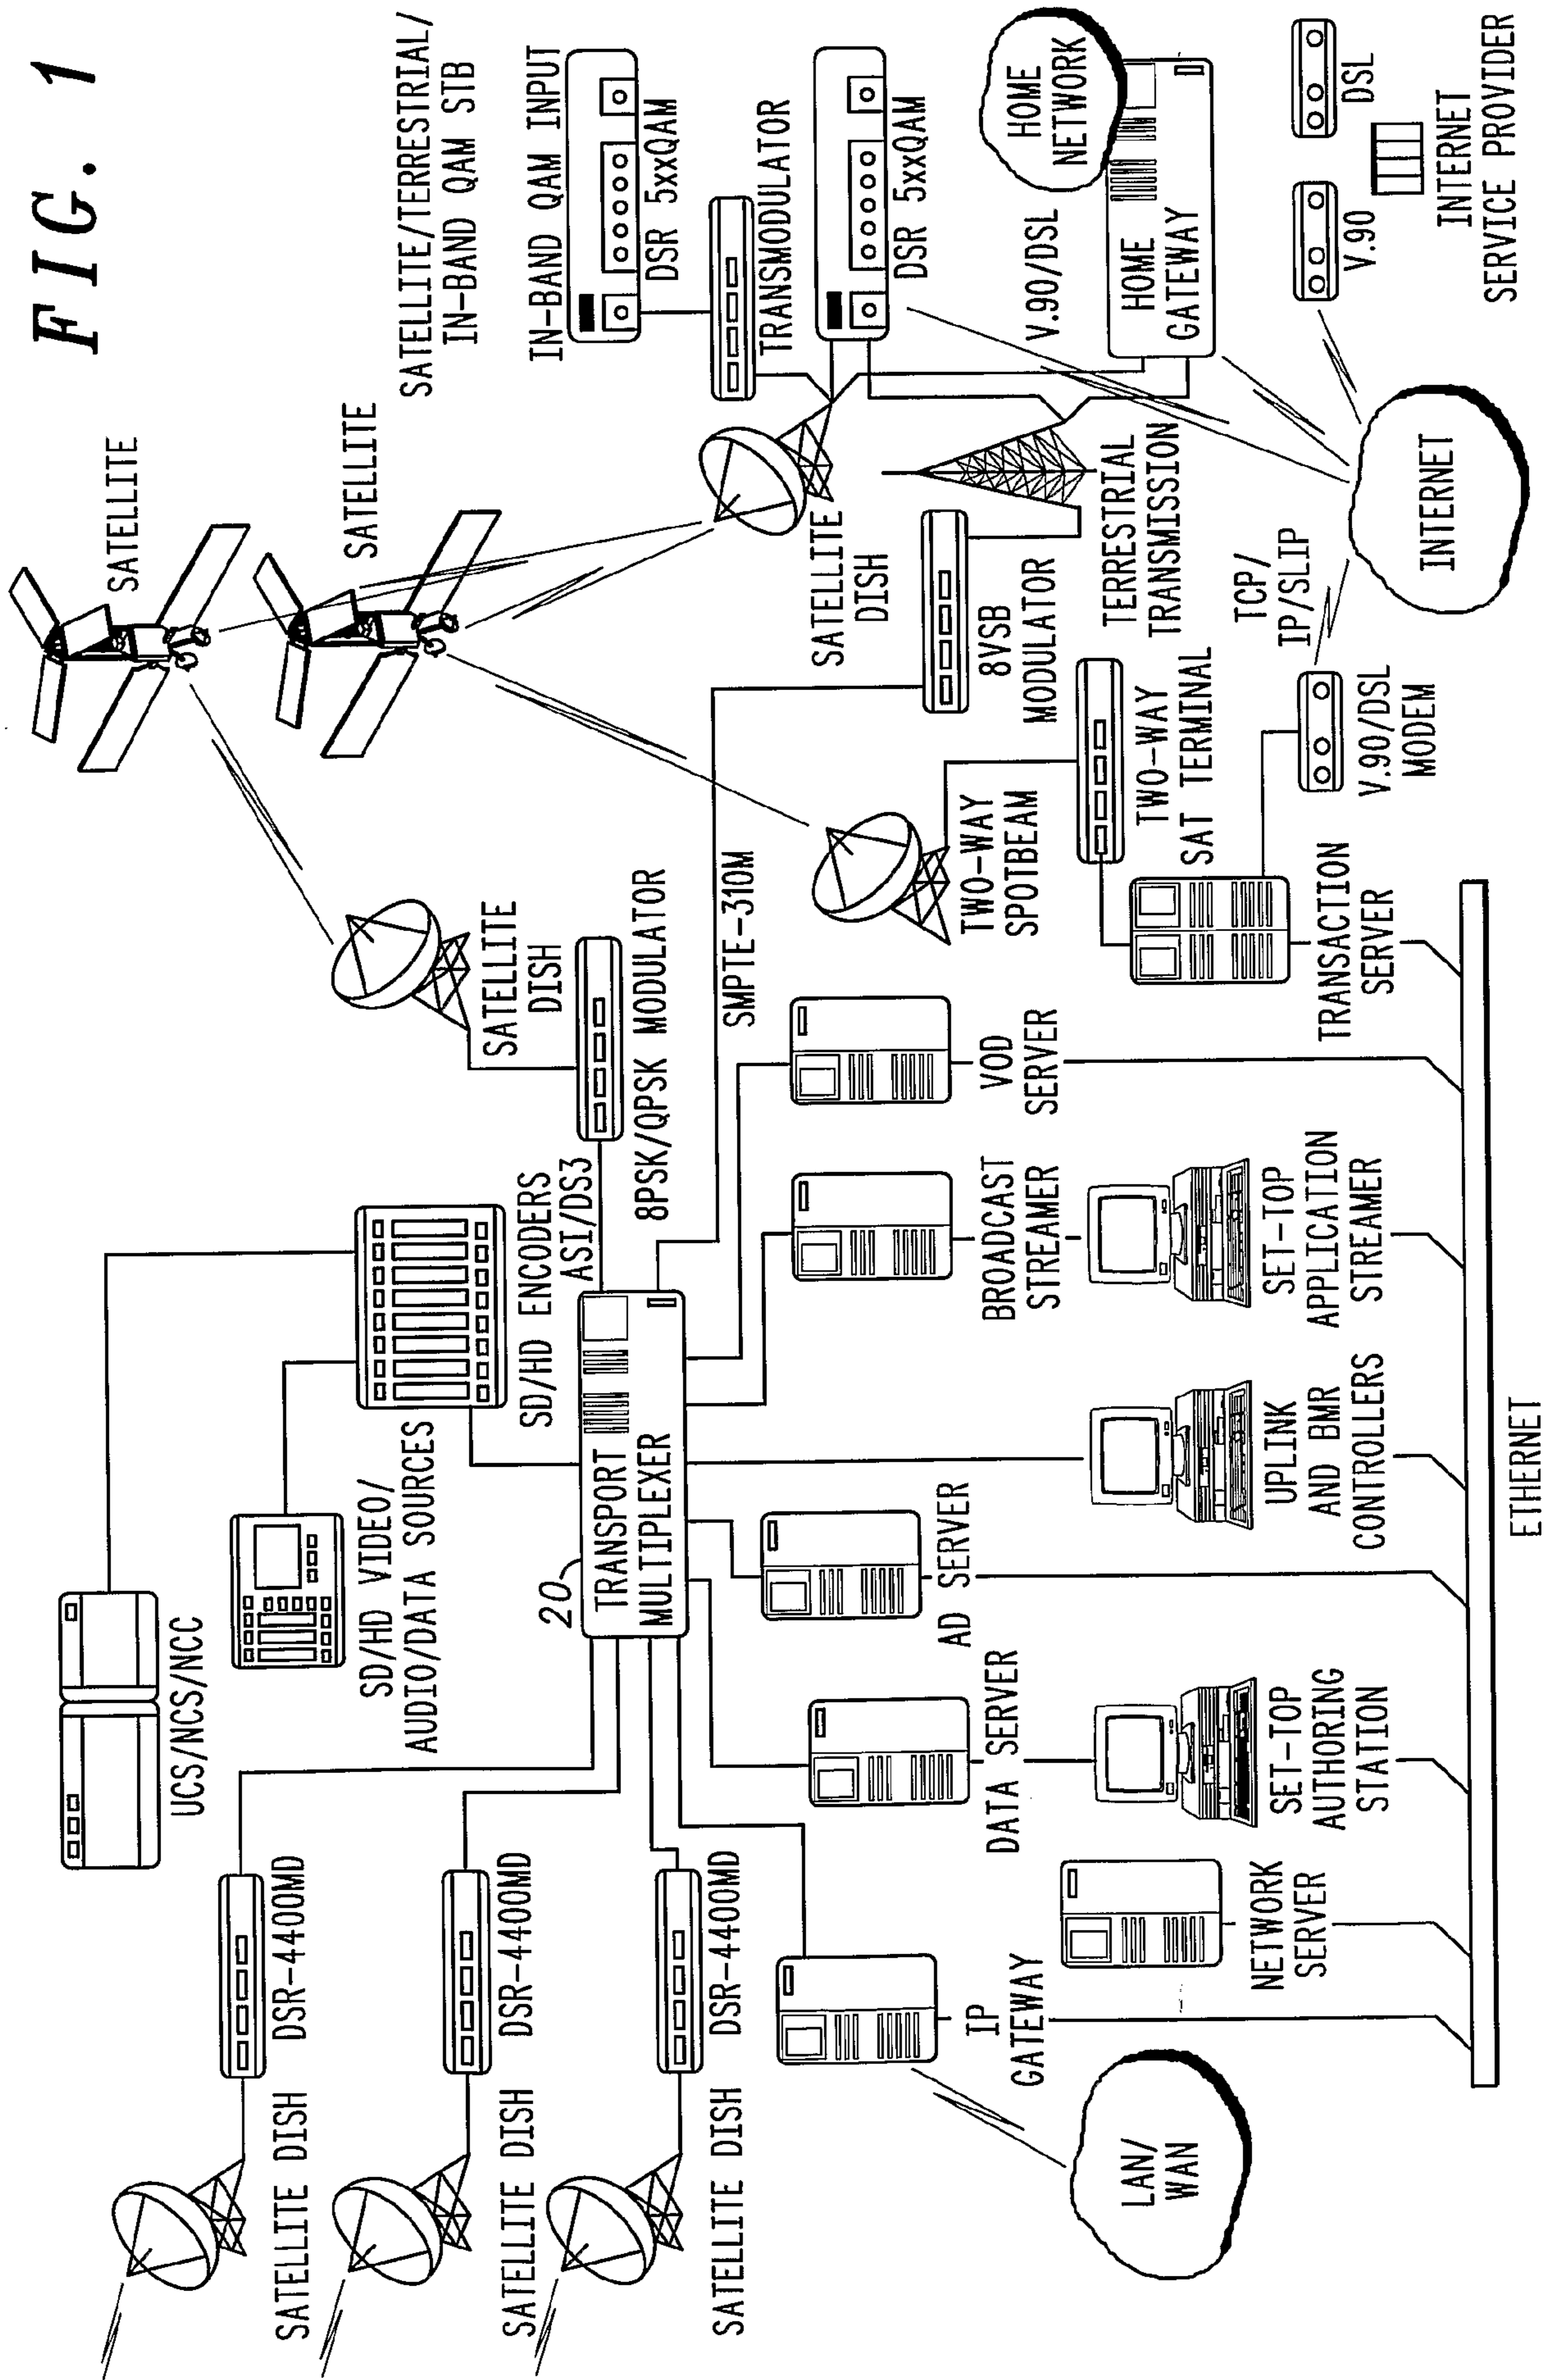 FIG. 1
SATELLITE
SATELLITE
SATELLITE/TERRESTRIAL/
IN-BAND QAM STB
IN-BAND QAM INPUT
DSR 5xxQAM
TRANSMODULATOR
DSR 5xxQAM
HOME
NETWORK
V.90/DSL
HOME
GATEWAY
DSL
V.90
INTERNET
SERVICE PROVIDER
INTERNET
TCP/
IP/SLIP
V.90/DSL
MODEM
SATELLITE
DISH
TERRESTRIAL
TRANSMISSION
8VSB
MODULATOR
TWO-WAY
SAT TERMINAL
TWO-WAY
SPOTBEAM
SMPTE-310M
TRANSACTION
SERVER
SATELLITE
DISH
8PSK/QPSK MODULATOR
ASI/DS3
SD/HD ENCODERS
UCS/NCS/NCC
SD/HD VIDEO/
AUDIO/DATA SOURCES
20
TRANSPORT
MULTIPLEXER
VOD
SERVER
BROADCAST
STREAMER
SET-TOP
APPLICATION
STREAMER
UPLINK
AND BMR
CONTROLLERS
AD SERVER
DATA SERVER
SET-TOP
AUTHORING
STATION
NETWORK
SERVER
IP
GATEWAY
LAN/
WAN
ETHERNET
DSR-4400MD
SATELLITE DISH
DSR-4400MD
SATELLITE DISH
DSR-4400MD
SATELLITE DISH